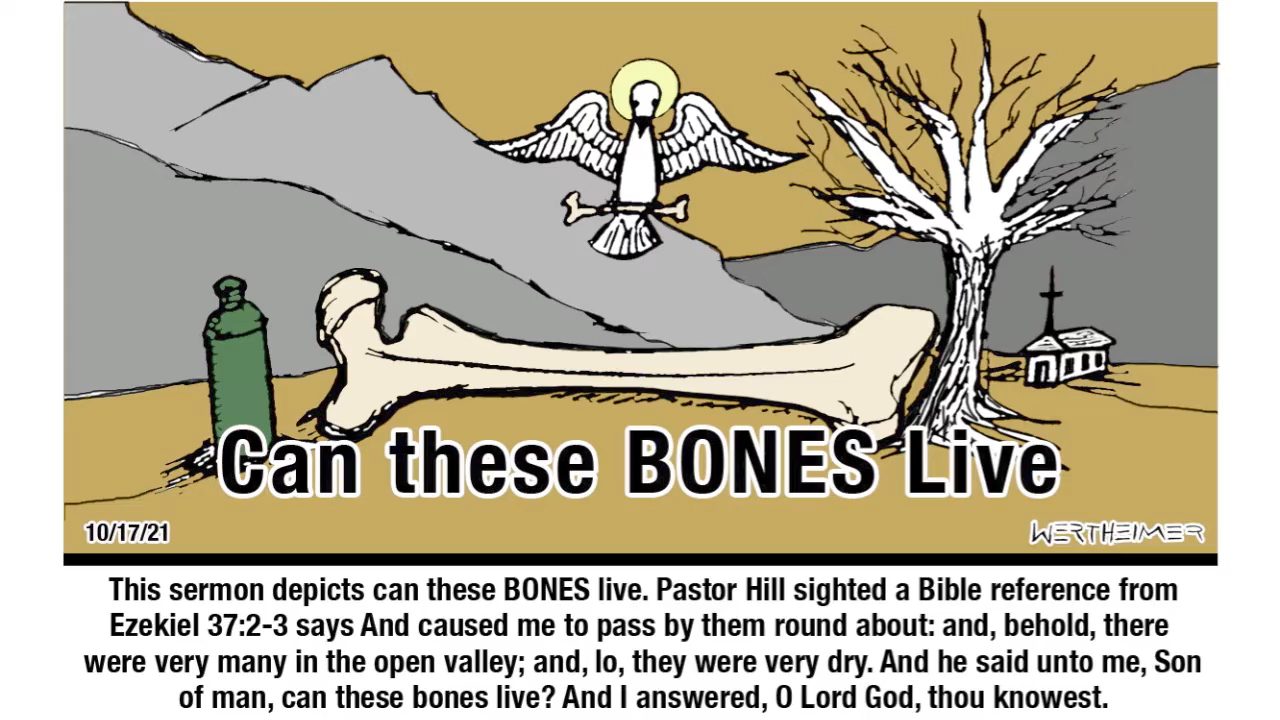 Can these BONES Live
10/17/21
WERTHEIMER
This sermon depicts can these BONES live. Pastor Hill sighted a Bible reference from
Ezekiel 37:2-3 says And caused me to pass by them round about: and, behold, there
were very many in the open valley; and, lo, they were very dry. And he said unto me, Son
of man, can these bones live? And I answered, O Lord God, thou knowest.